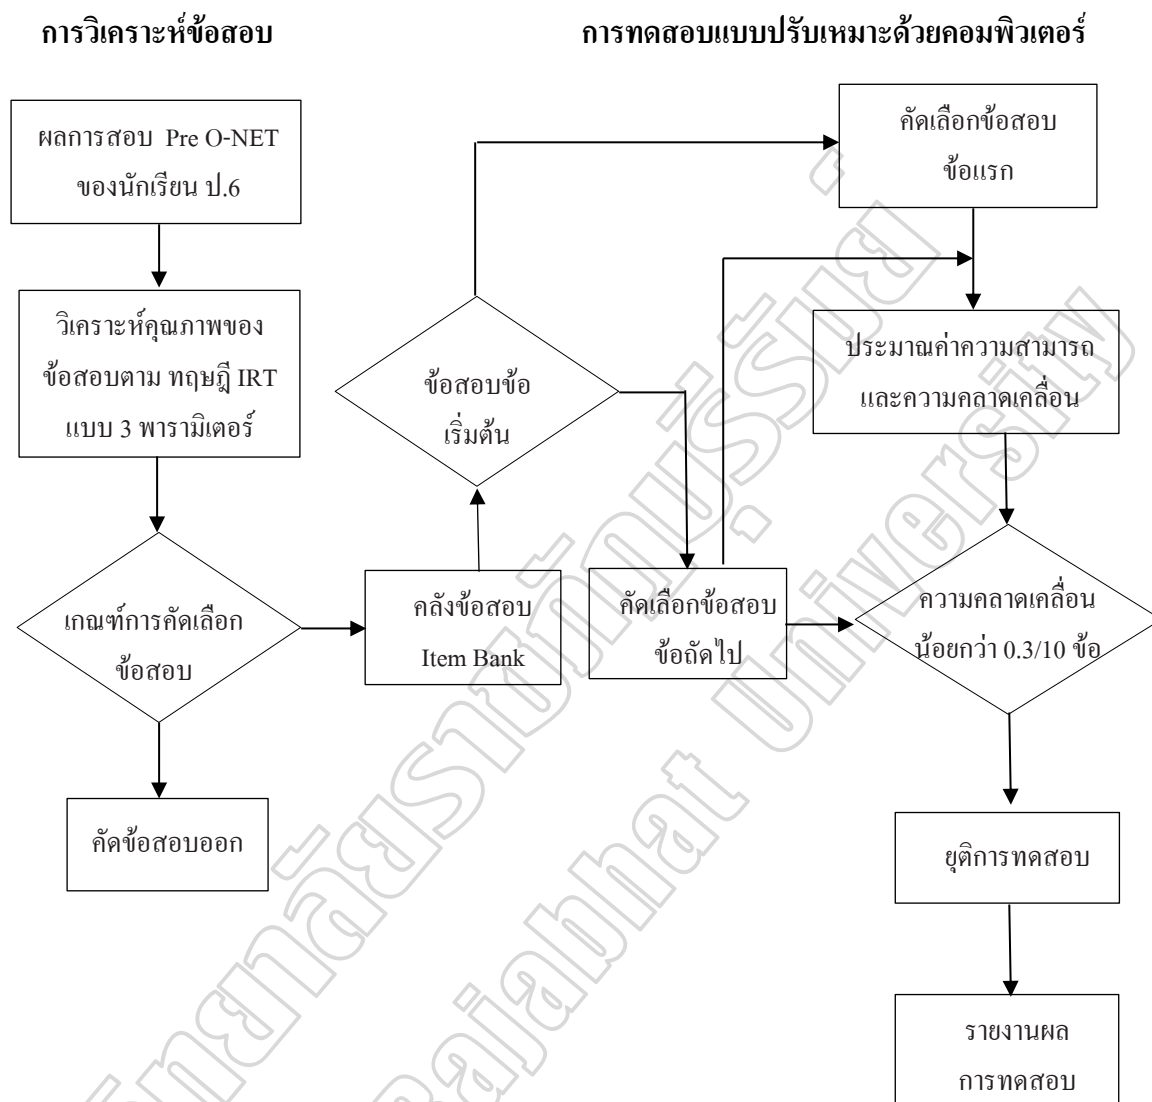 การวิเคราะห์ข้อสอบ
การทดสอบแบบปรับเหมาะด้วยคอมพิวเตอร์
ผลการสอบ Pre O-NET
ของนักเรียน ป.6
วิเคราะห์คุณภาพของ
ข้อสอบตาม ทฤษฎี IRT
แบบ 3 พารามิเตอร์
เกณฑ์การคัดเลือก
ข้อสอบ
คัดข้อสอบออก
คลังข้อสอบ
Item Bank
ข้อสอบข้อ
เริ่มต้น
คัดเลือกข้อสอบ
ข้อแรก
ประมาณค่าความสามารถ
และความคลาดเคลื่อน
คัดเลือกข้อสอบ
ข้อถัดไป
ความคลาดเคลื่อน
น้อยกว่า 0.3/10 ข้อ
ยุติการทดสอบ
รายงานผล
การทดสอบ
Rajabhat University